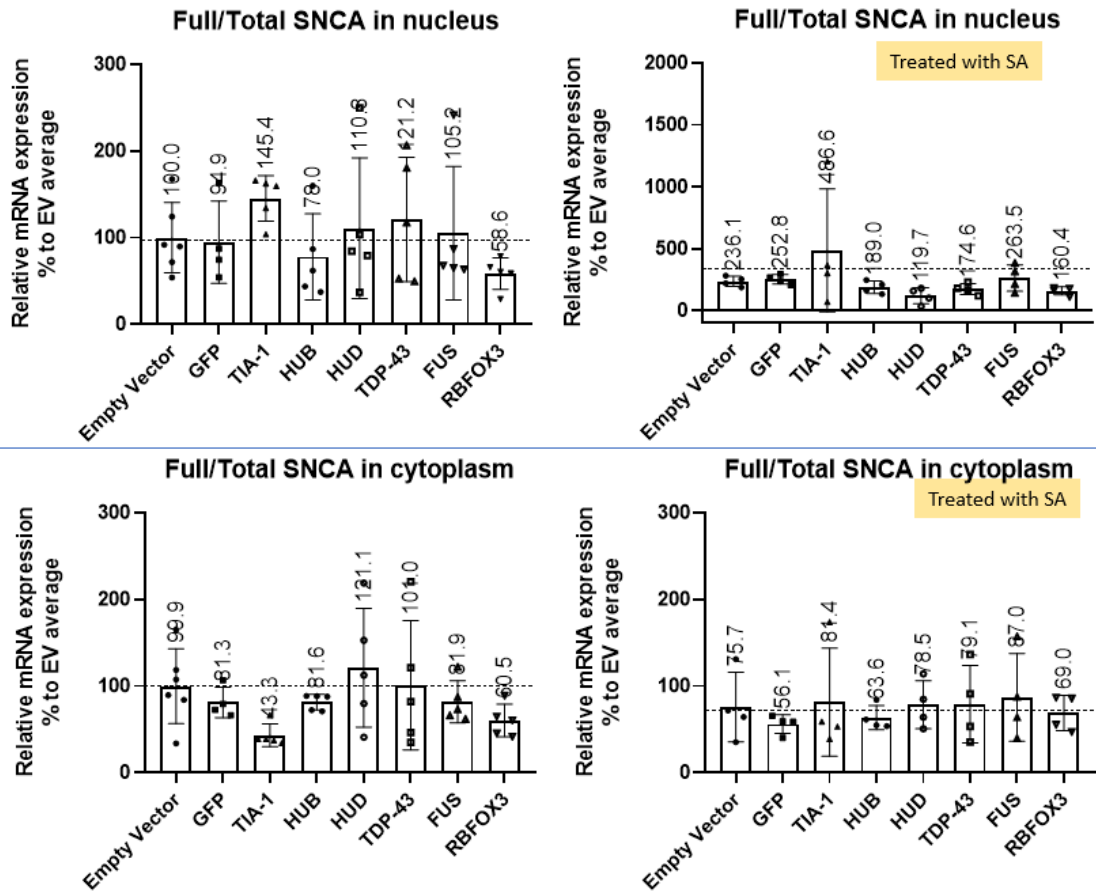 Full/Total SNCA in nucleus
Relative mRNA expression
% to EV average
300
200
100
0
100.0
94.9
145.4
78.0
110.8
121.2
105.2
58.6
Empty Vector
GFP
TIA-1
HUB
HUD
TDP-43
FUS
RBFOX3
Full/Total SNCA in nucleus
Treated with SA
Relative mRNA expression
% to EV average
2000
1500
1000
500
0
236.1
252.8
486.6
189.0
119.7
174.6
263.5
160.4
Empty Vector
GFP
TIA-1
HUB
HUD
TDP-43
FUS
RBFOX3
Full/Total SNCA in cytoplasm
Relative mRNA expression
% to EV average
300
200
100
0
99.9
81.3
43.3
81.6
121.1
101.0
81.9
60.5
Empty Vector
GFP
TIA-1
HUB
HUD
TDP-43
FUS
RBFOX3
Full/Total SNCA in cytoplasm
Treated with SA
Relative mRNA expression
% to EV average
300
200
100
0
75.7
56.1
81.4
63.6
78.5
79.1
87.0
69.0
Empty Vector
GFP
TIA-1
HUB
HUD
TDP-43
FUS
RBFOX3